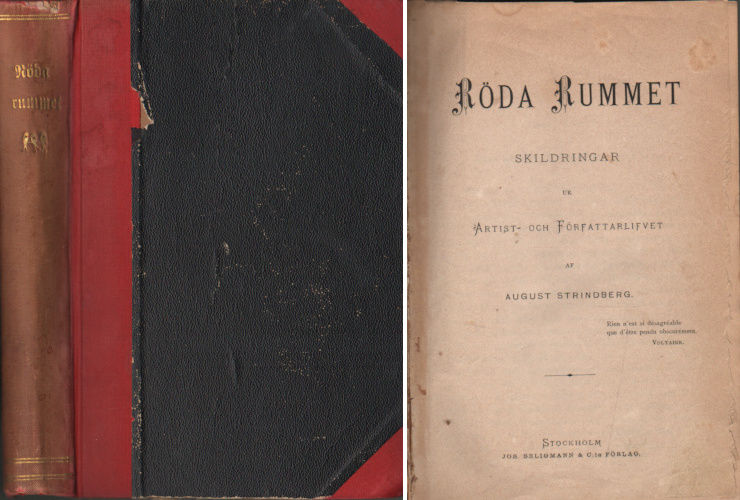 Röda
rummet
RÖDA RUMMET
SKILDRINGAR
UR
ARTIST- OCH FÖRFATTARLIFVET
AF
AUGUST STRINDBERG.
Rien n'est si désagréable
que d'être pendu obscurément.
VOLTAIRE.
STOCKHOLM
JOS. SELIGMANN & C:is FÖRLAG.